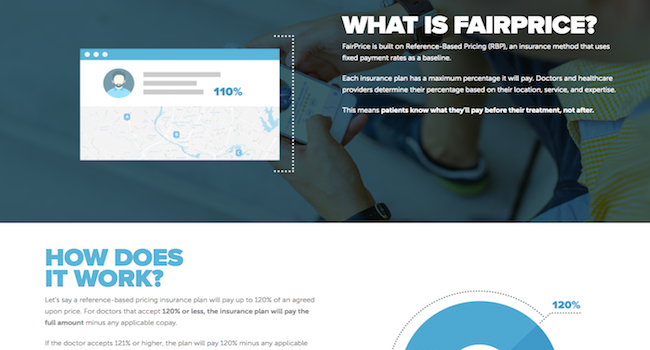 WHAT IS FAIRPRICE?
FairPrice is built on Reference-Based Pricing (RBP), an insurance method that uses
fixed payment rates as a baseline.
Each insurance plan has a maximum percentage it will pay. Doctors and healthcare
providers determine their percentage based on their location, service, and expertise.
This means patients know what they'll pay before their treatment, not after.
110%
HOW DOES
IT WORK?
Let's say a reference-based pricing insurance plan will pay up to 120% of an agreed
upon price. For doctors that accept 120% or less, the insurance plan will pay the
full amount minus any applicable copay.
If the doctor accepts 121% or higher, the plan will pay 120% minus any applicable
120%